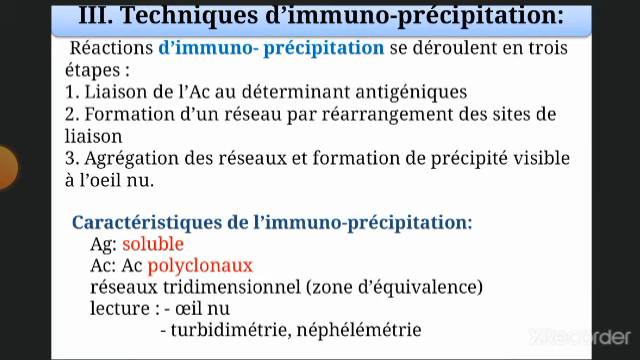 III. Techniques d’immuno-précipitation:
Réactions d’immuno- précipitation se déroulent en trois
étapes :
1. Liaison de l’Ac au déterminant antigéniques
2. Formation d’un réseau par réarrangement des sites de
liaison
3. Agrégation des réseaux et formation de précipité visible
à l’oeil nu.
Caractéristiques de l’immuno-précipitation:
Ag: soluble
Ac: Ac polyclonaux
réseaux tridimensionnel (zone d’équivalence)
lecture : - œil nu
- turbidimétrie, néphélémétrie
XRecorder